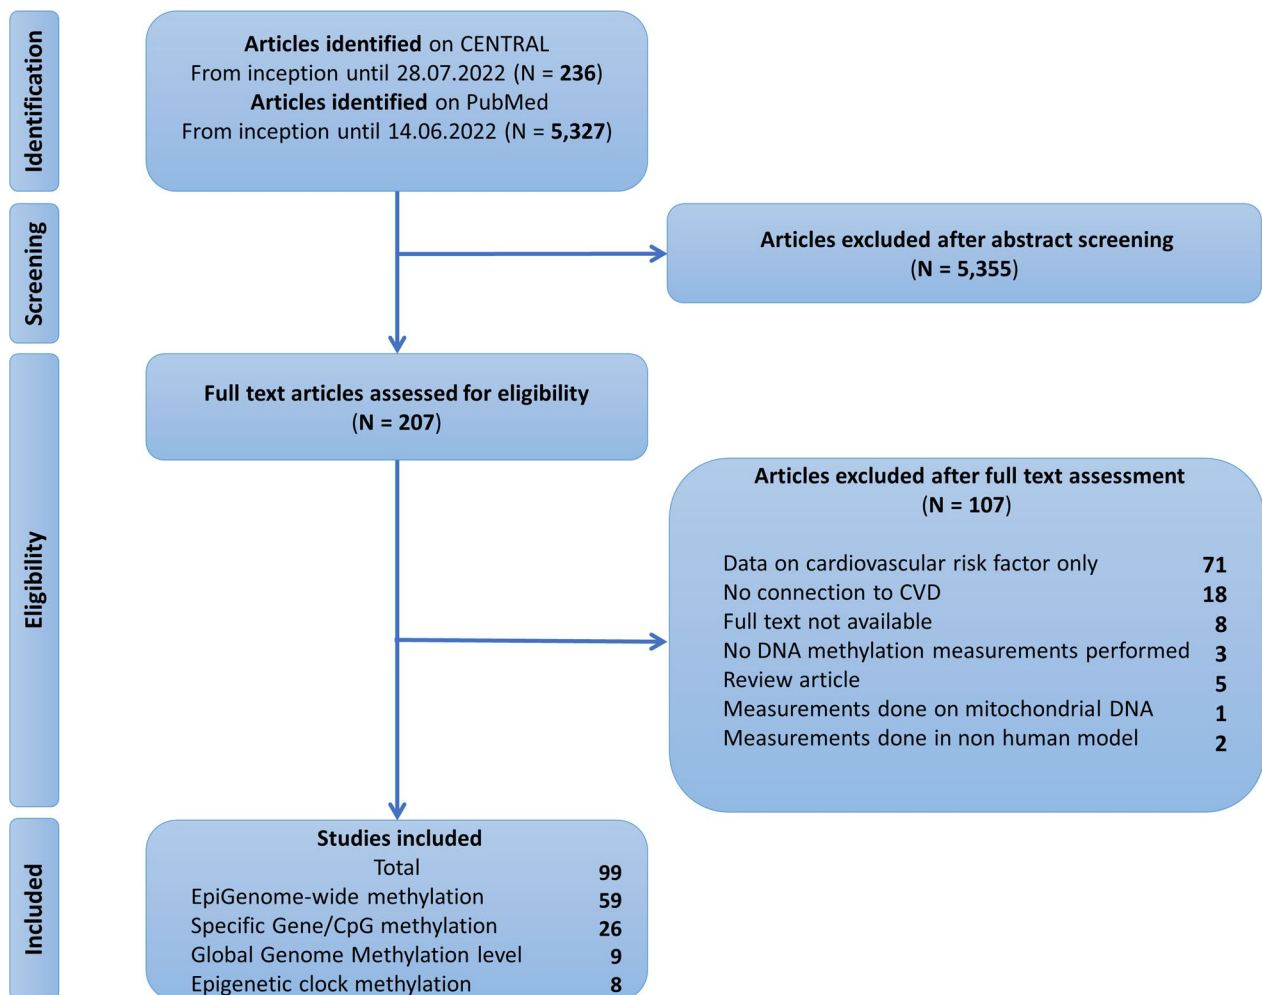 Identification
Articles identified on CENTRAL
From inception until 28.07.2022 (N = 236)
Articles identified on PubMed
From inception until 14.06.2022 (N = 5,327)
Screening
Articles excluded after abstract screening
(N = 5,355)
Eligibility
Full text articles assessed for eligibility
(N = 207)
Articles excluded after full text assessment
(N = 107)
Data on cardiovascular risk factor only 71
No connection to CVD 18
Full text not available 8
No DNA methylation measurements performed 3
Review article 5
Measurements done on mitochondrial DNA 1
Measurements done in non human model 2
Included
Studies included
Total 99
EpiGenome-wide methylation 59
Specific Gene/CpG methylation 26
Global Genome Methylation level 9
Epigenetic clock methylation 8